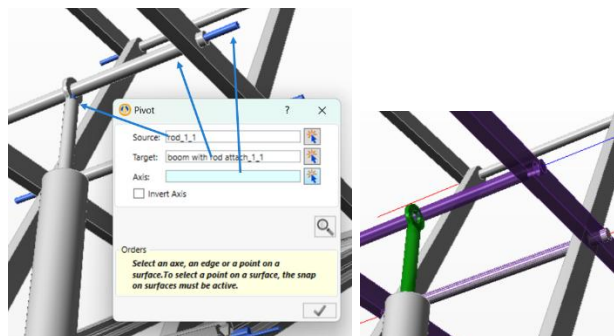 Pivot ? ×
Source: rod_1_1
Target: boom with rod attach_1_1
Axis:
Invert Axis
Orders
Select an axe, an edge or a point on a
surface.To select a point on a surface, the snap
on surfaces must be active.